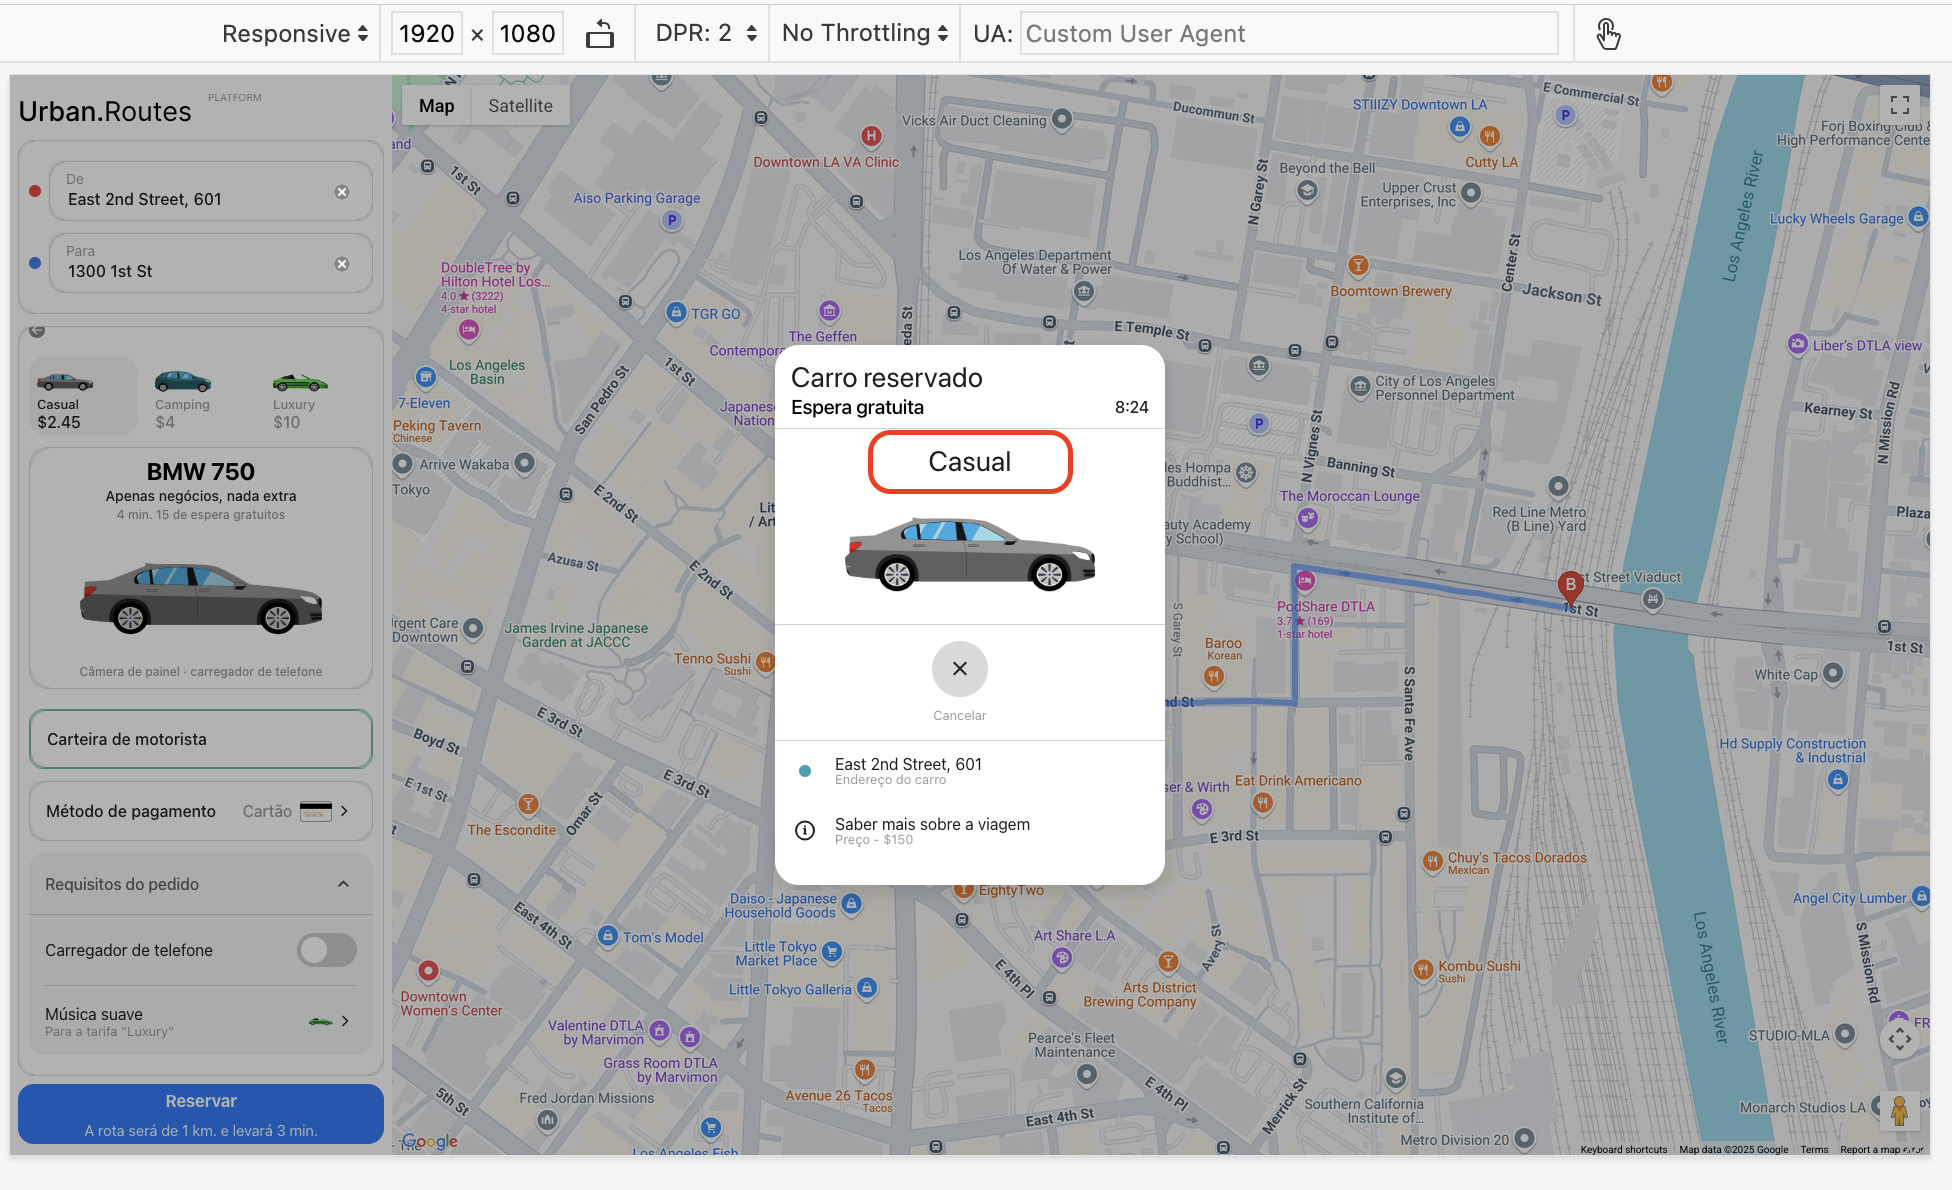 Responsive
1920 × 1080
DPR: 2
No Throttling
UA: Custom User Agent
Urban.Routes
PLATFORM
De
East 2nd Street, 601
Para
1300 1st St
Casual
$2.45
Camping
$4
Luxury
$10
BMW 750
Apenas negócios, nada extra
4 min. 15 de espera gratuitos
Câmera de painel · carregador de telefone
Carteira de motorista
Método de pagamento
Cartão
Requisitos do pedido
Carregador de telefone
Música suave
Para a tarifa "Luxury"
Reservar
A rota será de 1 km. e levará 3 min.
Map
Satellite
Carro reservado
Espera gratuita
8:24
Casual
Cancelar
East 2nd Street, 601
Endereço do carro
Saber mais sobre a viagem
Preço - $150
Vicks Air Duct Cleaning
Ducommun St
STIIIZY Downtown LA
E Commercial St
Forj Boxing Club &
High Performance Cente
Downtown LA VA Clinic
Cutty LA
1st St
Aiso Parking Garage
Beyond the Bell
Upper Crust
Enterprises, Inc
N Garey St
Los Angeles River
Lucky Wheels Garage
DoubleTree by
Hilton Hotel Los...
4.0 ★ (3222)
4-star hotel
Los Angeles Department
Of Water & Power
Center St
Boomtown Brewery
Jackson St
TGR GO
The Geffen
Contempora
eda St
E Temple St
Liber's DTLA view
Los Angeles
Basin
1st St
San Pedro St
City of Los Angeles
Personnel Department
7-Eleven
Japanes
Nation
N Vignes St
Kearney St
N Mission Rd
Peking Tavern
Chinese
Arrive Wakaba
Tokyo
E 2nd St
Lit
/ Art
les Hompa
Buddhist...
Banning St
The Moroccan Lounge
Red Line Metro
(B Line) Yard
Plaza
auty Academy
y School)
Azusa St
E 2nd St
st Street Viaduct
B
1st St
PodShare DTLA
3.7 ★ (169)
1-star hotel
Urgent Care
Downtown
James Irvine Japanese
Garden at JACCC
Tenno Sushi
Sushi
S Garey St
Baroo
Korean
1st St
White Cap
nd St
S Santa Fe Ave
E 3rd St
Boyd St
E 3rd St
Hd Supply Construction
& Industrial
E 1st St
Omar St
The Escondite
ser & Wirth
Eat Drink Americano
E 3rd St
Chuy's Tacos Dorados
Mexican
EightyTwo
Daiso - Japanese
Household Goods
Angel City Lumber
East 4th St
Tom's Model
Little Tokyo
Market Place
Art Share L.A
Avery St
Los Angeles River
S Mission Rd
Downtown
Women's Center
Little Tokyo Galleria
E 4th Pl
Arts District
Brewing Company
Kombu Sushi
Sushi
Valentine DTLA
by Marvimon
Pearce's Fleet
Maintenance
STUDIO-MLA
FR
Grass Room DTLA
by Marvimon
5th St
Fred Jordan Missions
Avenue 26 Tacos
Tacos
E 4th Pl
East 4th St
Merrick St
Southern California
Institute of...
Monarch Studios LA
Metro Division 20
Google
Los Angeles Fish
Keyboard shortcuts
Map data ©2025 Google
Terms
Report a map error